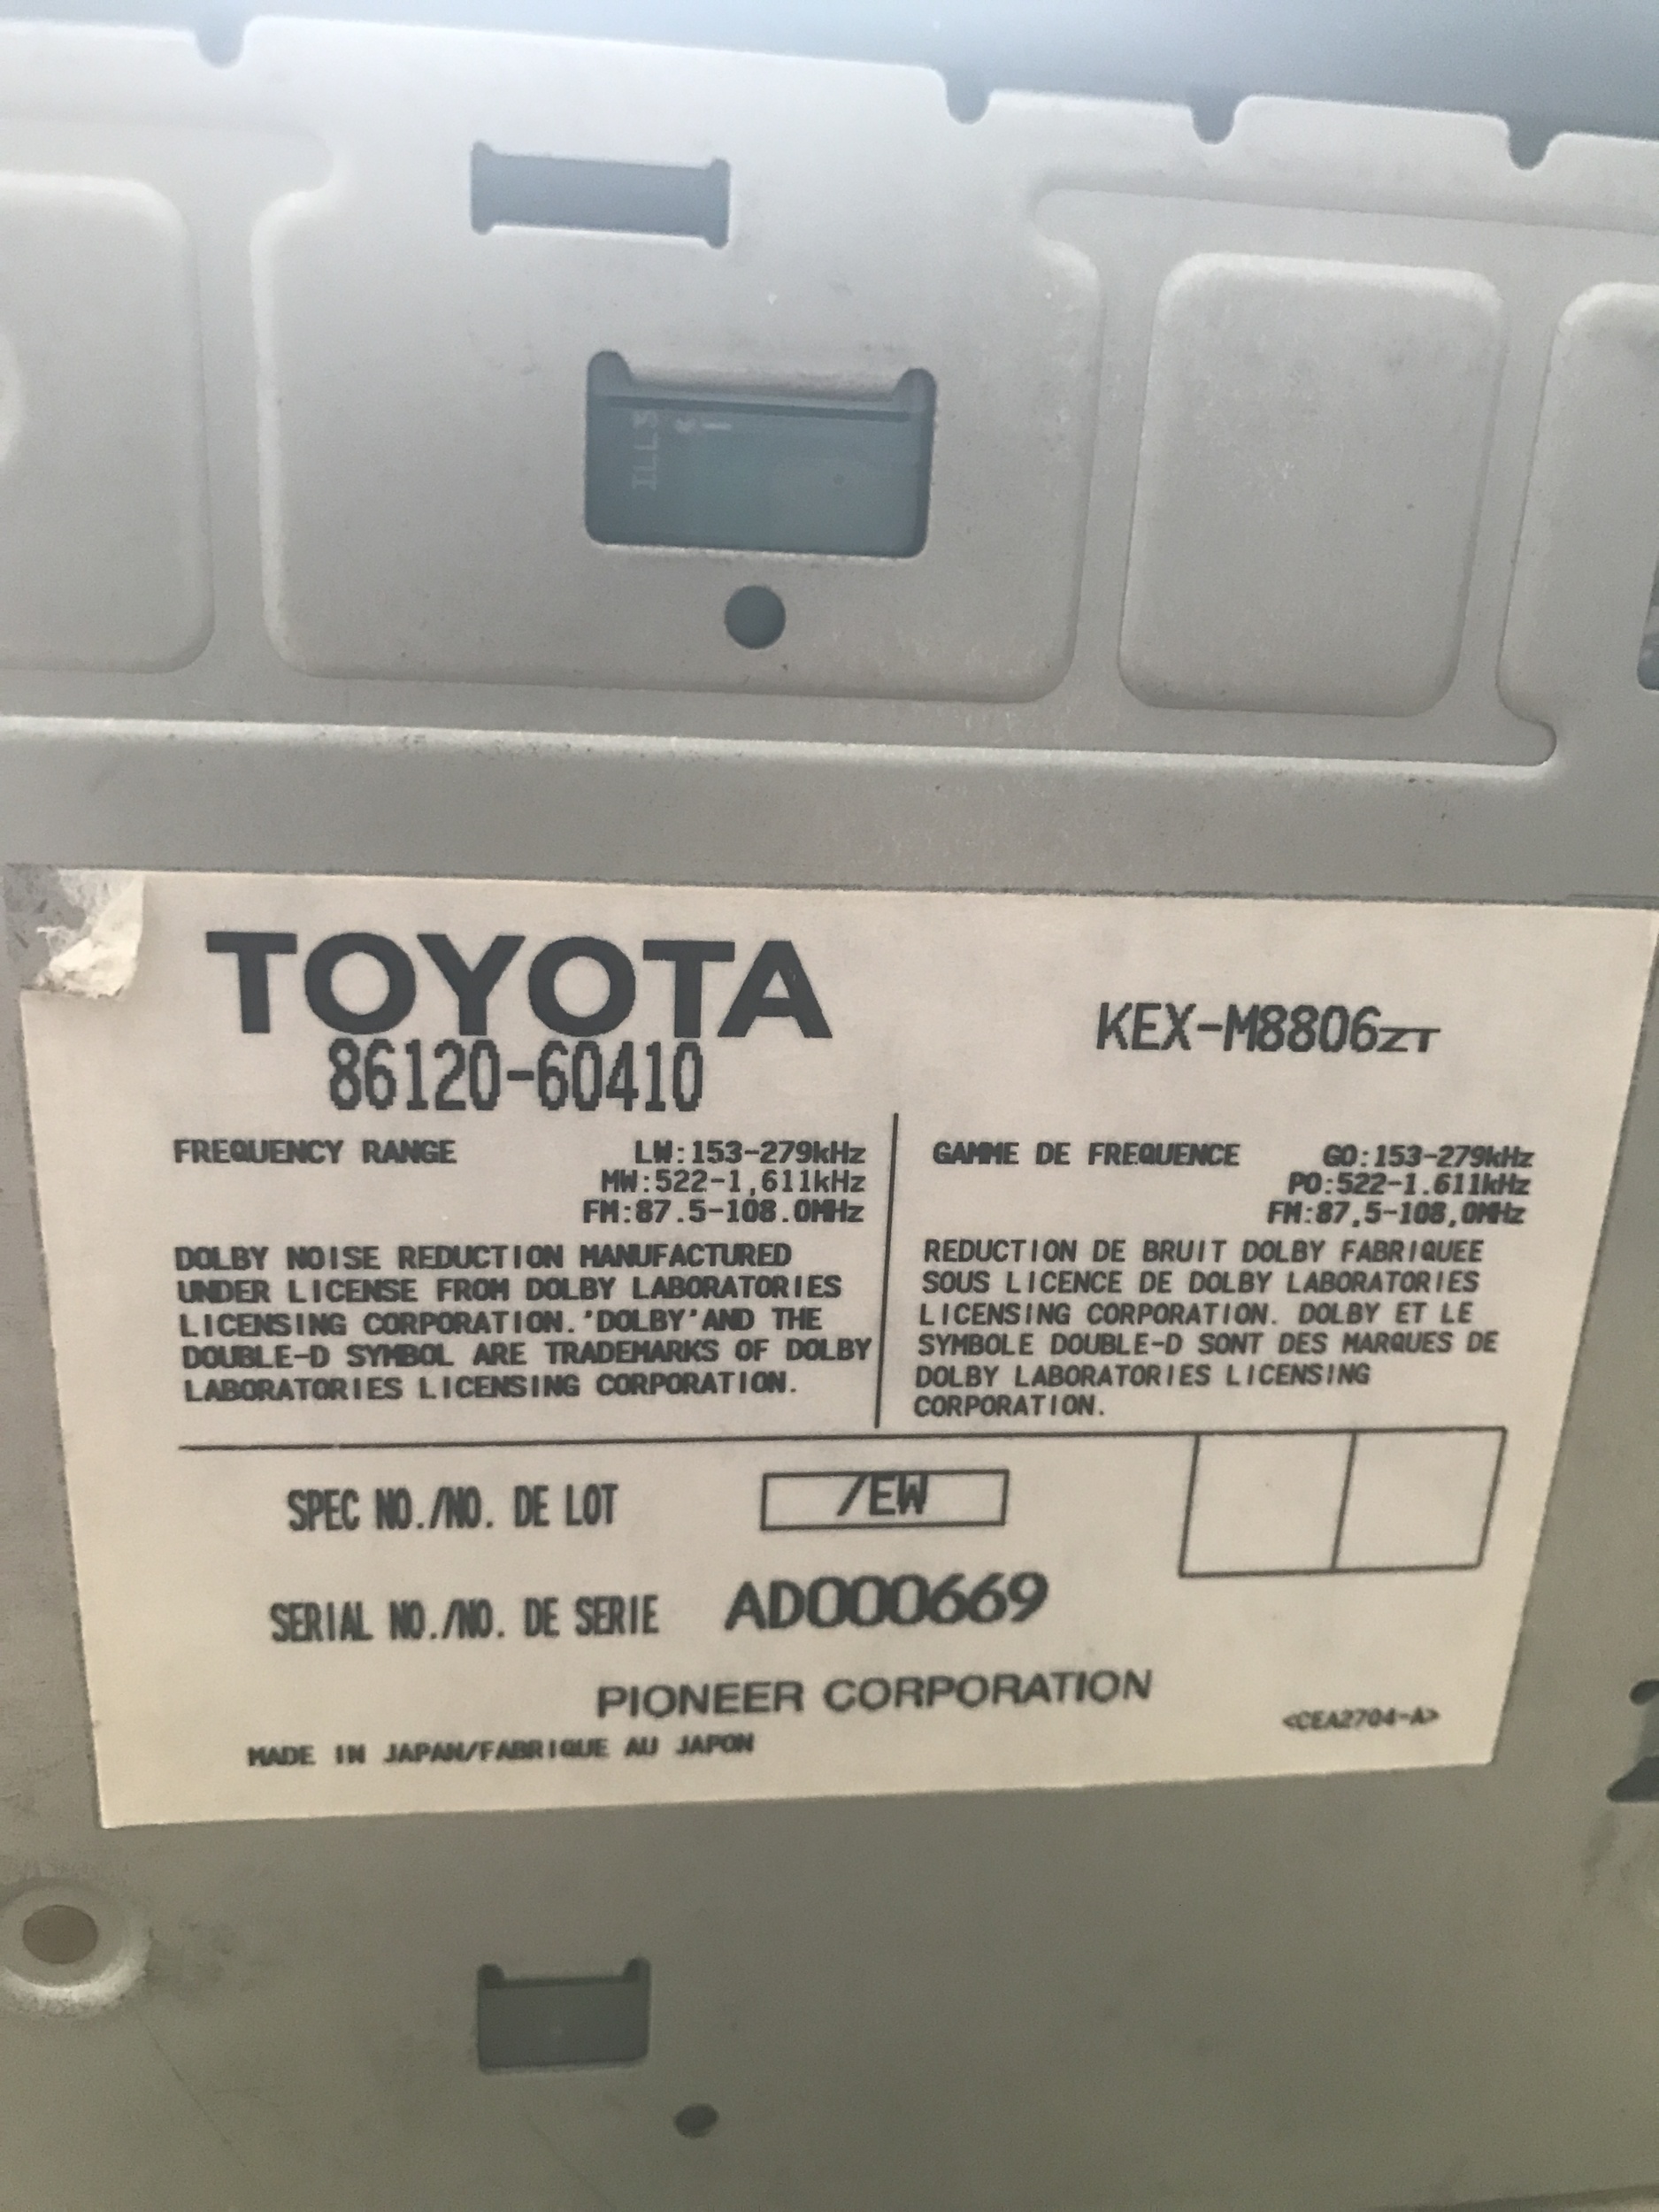 ILL3
TOYOTA
86120-60410
KEX-M8806ZT
FREQUENCY RANGE LW:153-279kHz
MW:522-1,611kHz
FM:87.5-108.0MHz
DOLBY NOISE REDUCTION MANUFACTURED
UNDER LICENSE FROM DOLBY LABORATORIES
LICENSING CORPORATION.'DOLBY'AND THE
DOUBLE-D SYMBOL ARE TRADEMARKS OF DOLBY
LABORATORIES LICENSING CORPORATION.
GAMME DE FREQUENCE GO:153-279kHz
PO:522-1.611kHz
FM:87,5-108,0MHz
REDUCTION DE BRUIT DOLBY FABRIQUEE
SOUS LICENCE DE DOLBY LABORATORIES
LICENSING CORPORATION. DOLBY ET LE
SYMBOLE DOUBLE-D SONT DES MARQUES DE
DOLBY LABORATORIES LICENSING
CORPORATION.
SPEC NO./NO. DE LOT /EW
SERIAL NO./NO. DE SERIE AD000669
PIONEER CORPORATION
<CEA2704-A>
MADE IN JAPAN/FABRIQUE AU JAPON